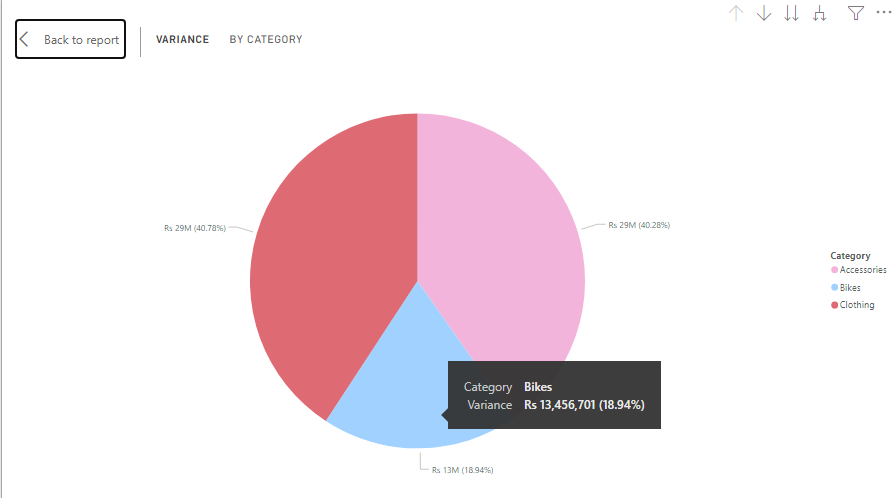 Back to report
VARIANCE
BY CATEGORY
Rs 29M (40.78%)
Rs 29M (40.28%)
Category
Accessories
Bikes
Clothing
Category Bikes
Variance Rs 13,456,701 (18.94%)
Rs 13M (18.94%)